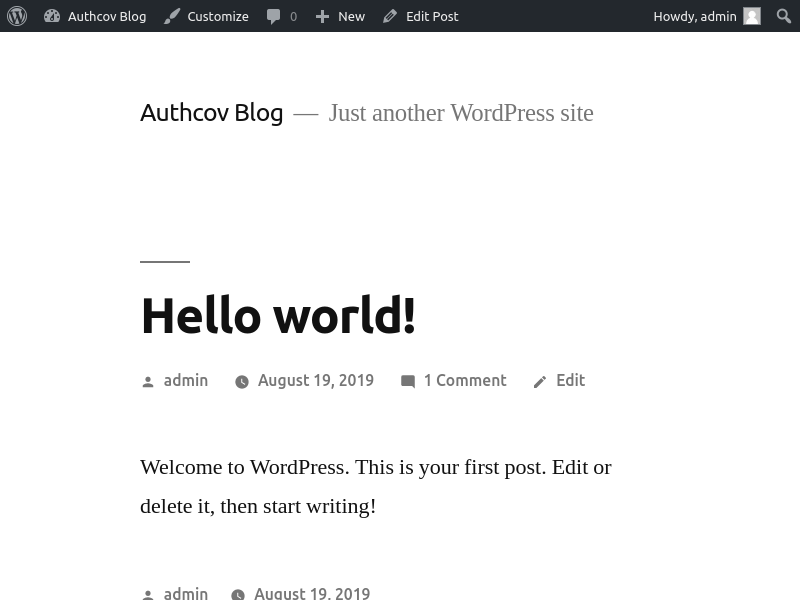 Authcov Blog Customize 0 New Edit Post Howdy, admin
Authcov Blog — Just another WordPress site
Hello world!
admin August 19, 2019 1 Comment Edit
Welcome to WordPress. This is your first post. Edit or
delete it, then start writing!
admin August 19, 2019